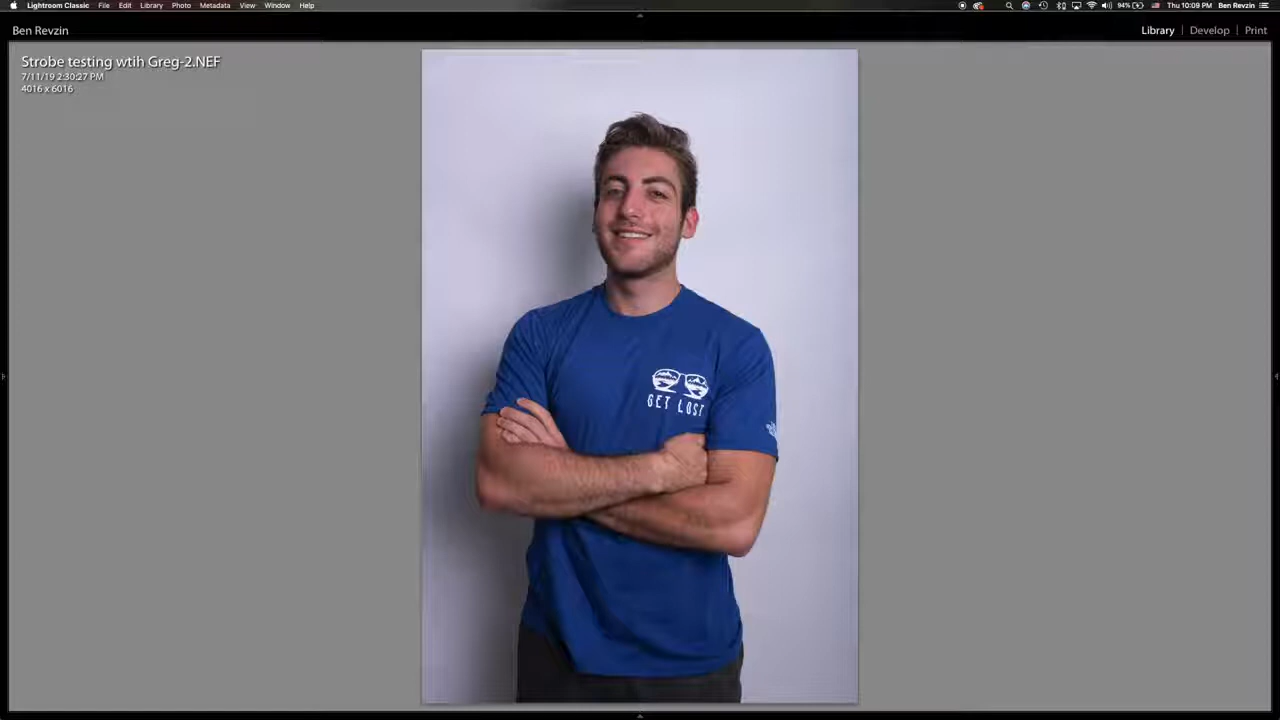 Lightroom Classic File Edit Library Photo Metadata View Window Help 94% Thu 10:09 PM Ben Revzin
Ben Revzin Library | Develop | Print
Strobe testing wtih Greg-2.NEF
7/11/19 2:30:27 PM
4016 x 6016
GET LOST